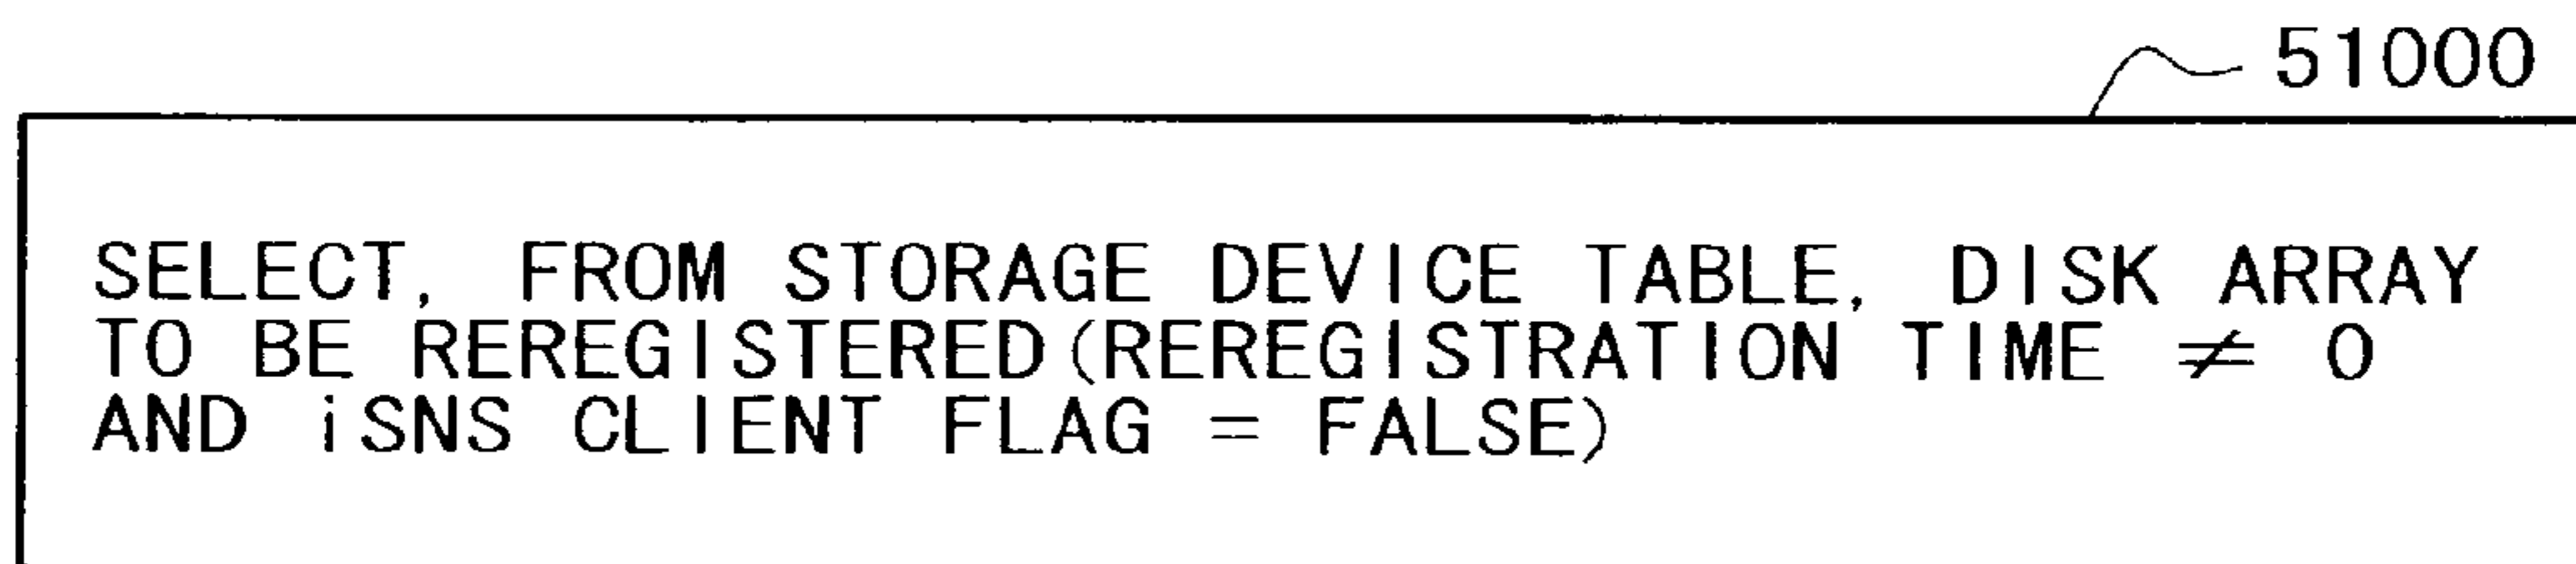 51000
SELECT, FROM STORAGE DEVICE TABLE, DISK ARRAY
TO BE REREGISTERED(REREGISTRATION TIME ≠ 0
AND iSNS CLIENT FLAG = FALSE)